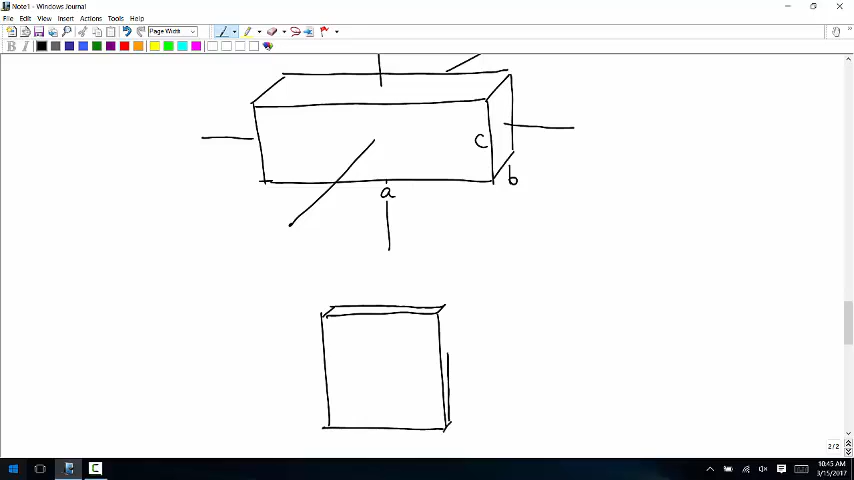 Note1 - Windows Journal
File Edit View Insert Actions Tools Help
Page Width
B I
c
b
a
2/2
10:45 AM
3/15/2017